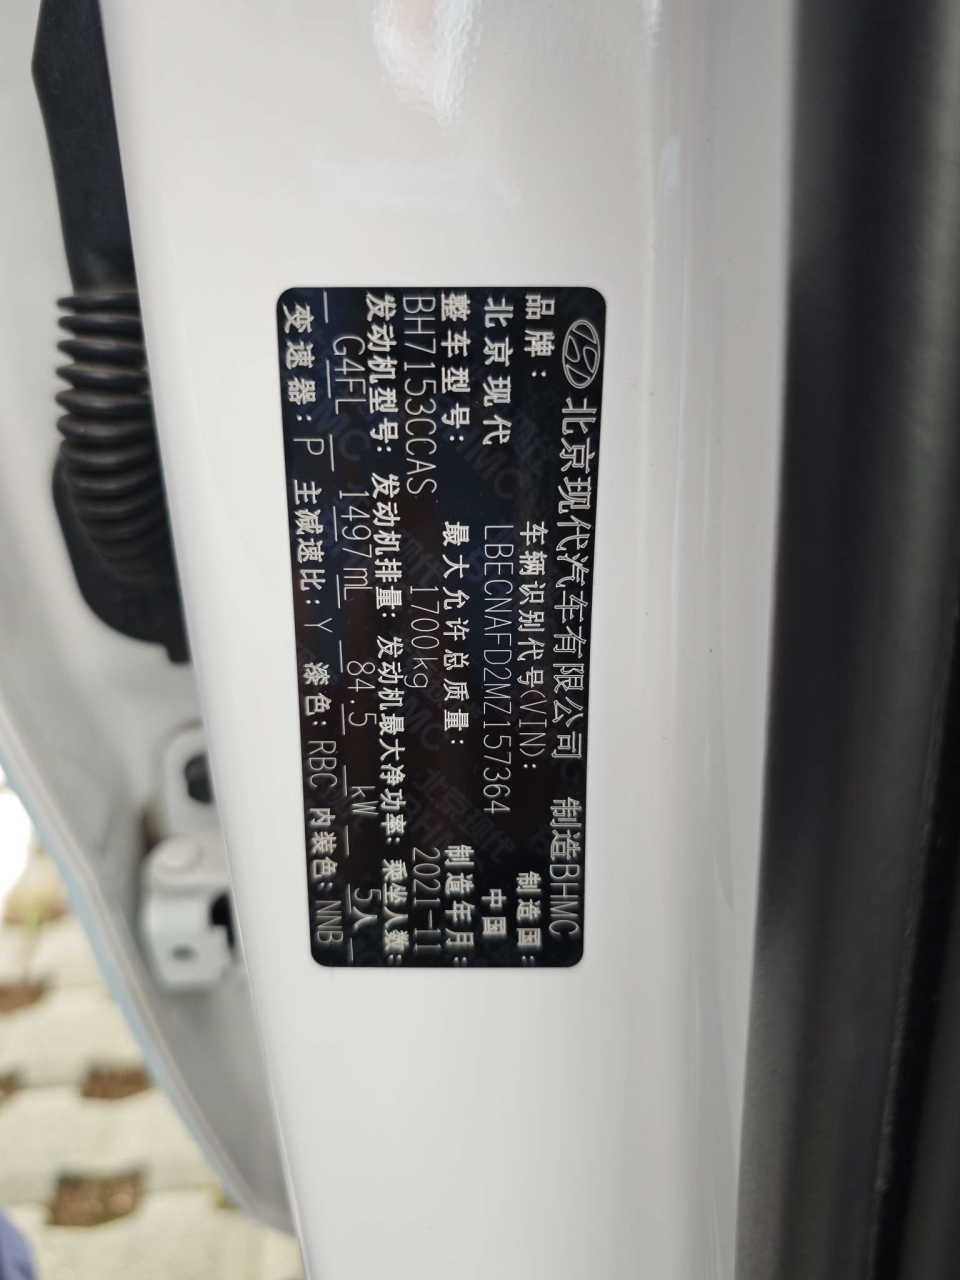 北京现代汽车有限公司 制造BHMC
品牌: 车辆识别代号(VIN): 制造国:
北京现代 LBECNAFD2MZ157364 中国
整车型号: 最大允许总质量: 制造年月:
BH7153CCAS 1700kg 2021-11
发动机型号: 发动机排量: 发动机最大净功率: 乘坐人数:
G4FL 1497mL 84.5 kW 5人
变速器: P 主减速比: Y 漆色: RBC 内装色: NNB